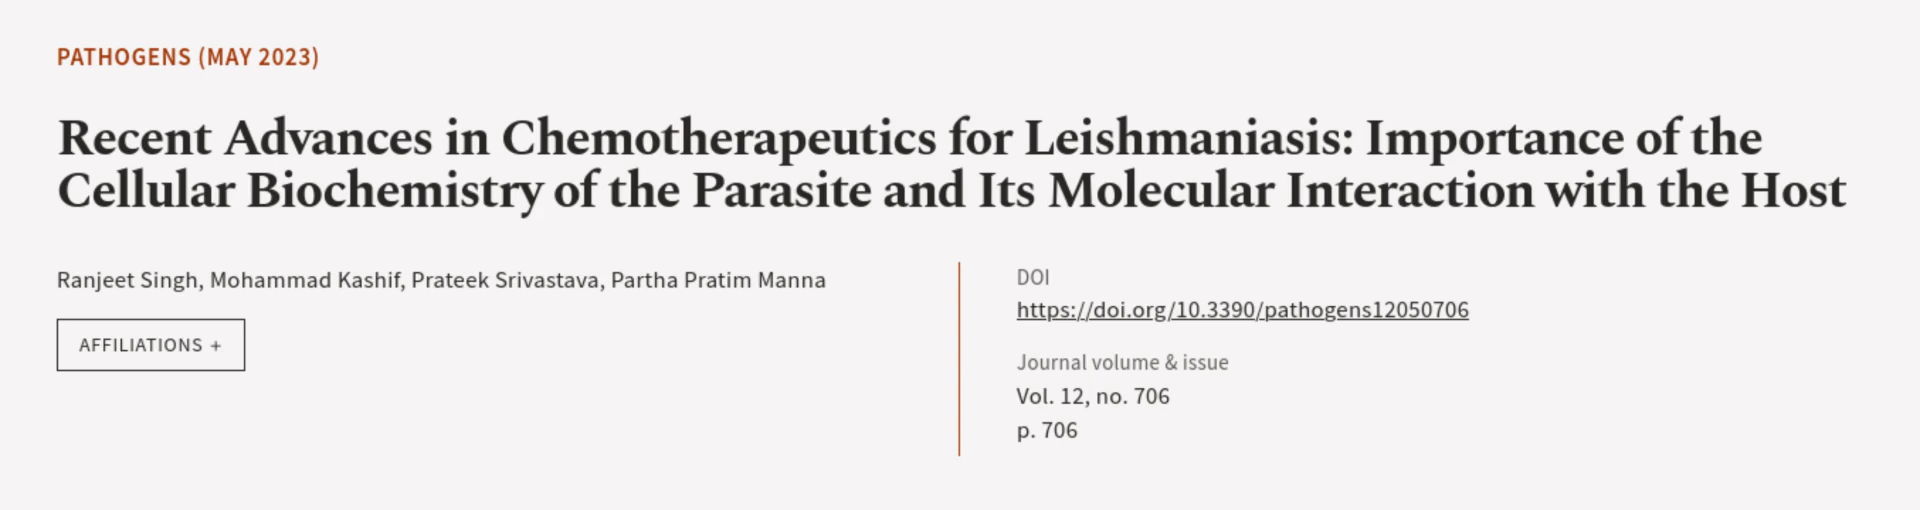 PATHOGENS (MAY 2023)
Recent Advances in Chemotherapeutics for Leishmaniasis: Importance of the
Cellular Biochemistry of the Parasite and Its Molecular Interaction with the Host
Ranjeet Singh, Mohammad Kashif, Prateek Srivastava, Partha Pratim Manna
AFFILIATIONS +
DOI
https://doi.org/10.3390/pathogens12050706
Journal volume & issue
Vol. 12, no. 706
p. 706